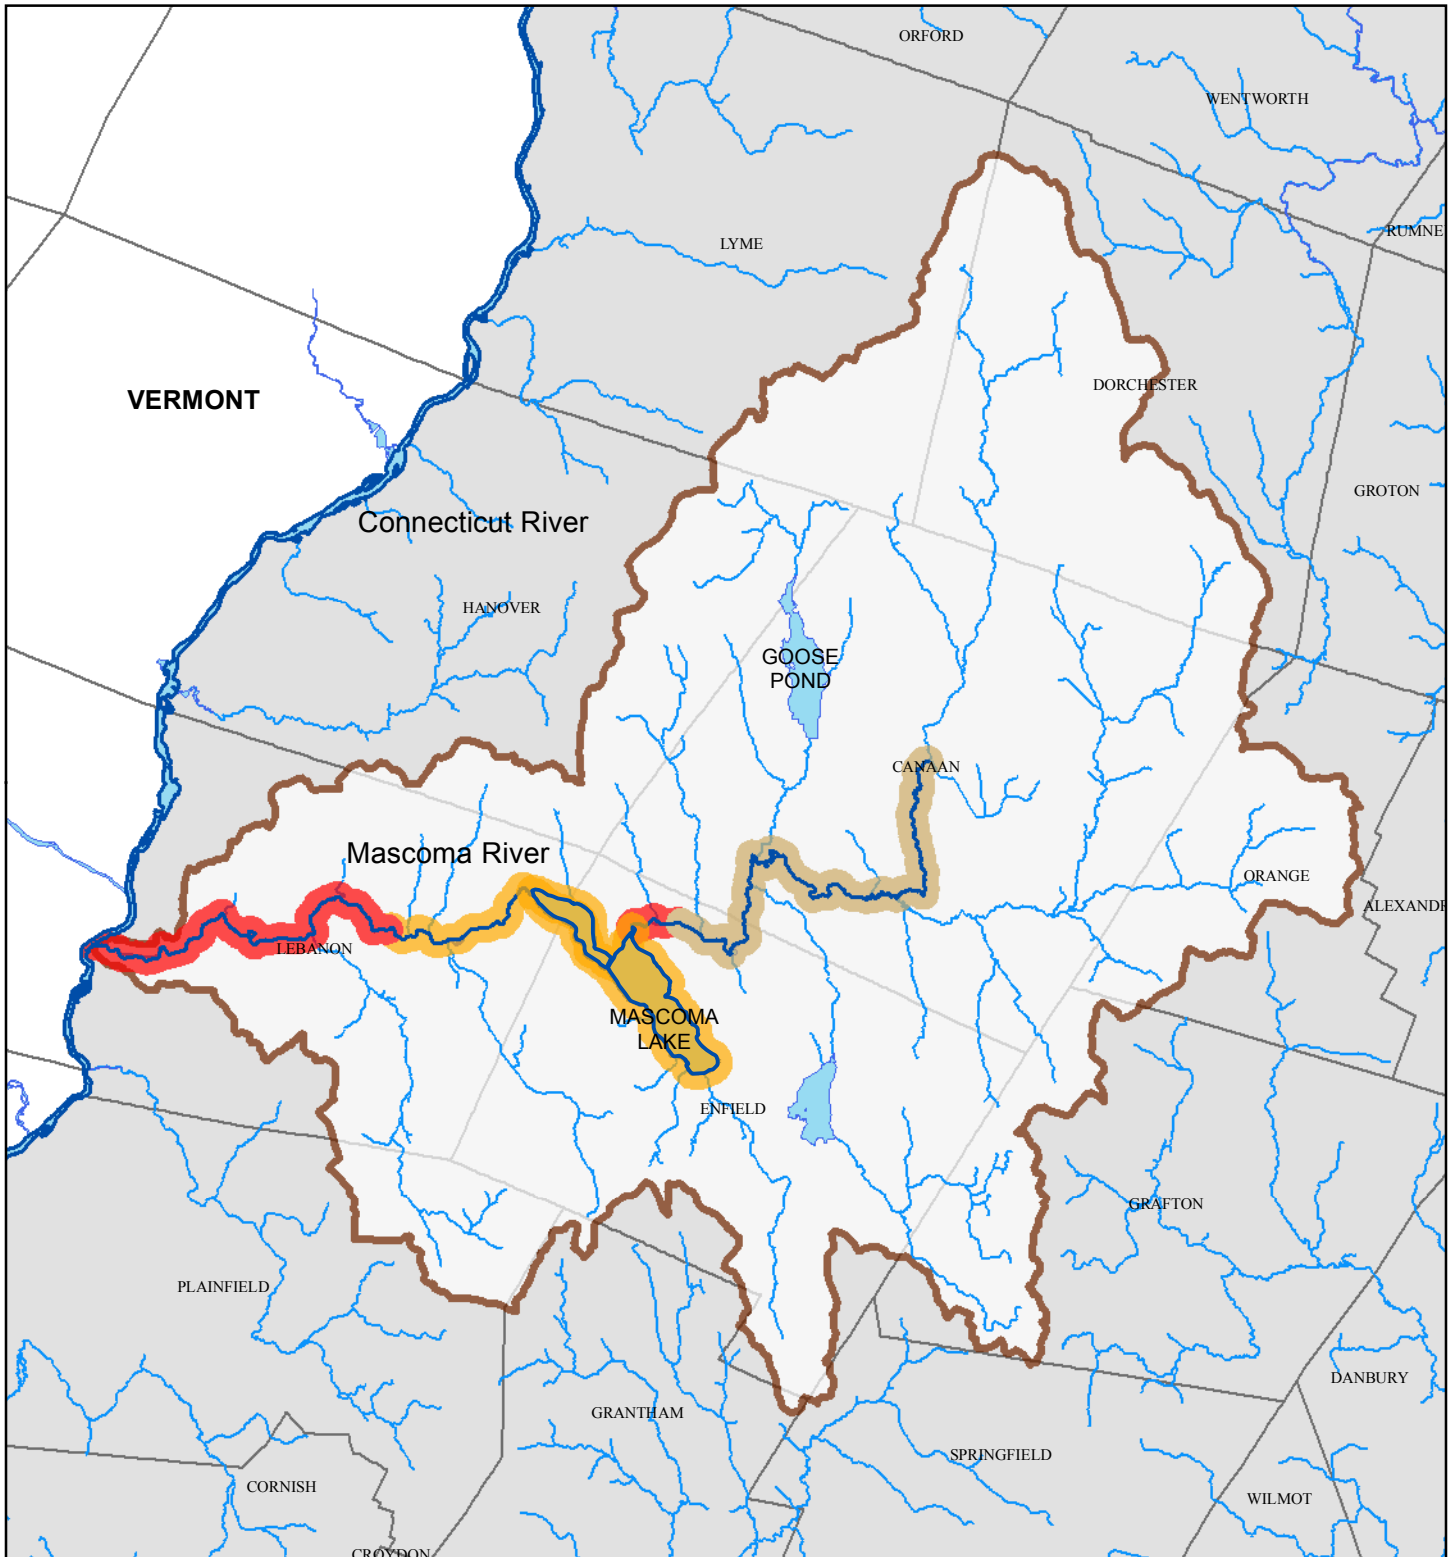 ORFORD
WENTWORTH
RUMNE
LYME
DORCHESTER
VERMONT
GROTON
Connecticut River
HANOVER
GOOSE
POND
CANAAN
Mascoma River
ORANGE
ALEXANDR
LEBANON
MASCOMA
LAKE
ENFIELD
GRAFTON
PLAINFIELD
DANBURY
GRANTHAM
SPRINGFIELD
CORNISH
WILMOT
CROYDON